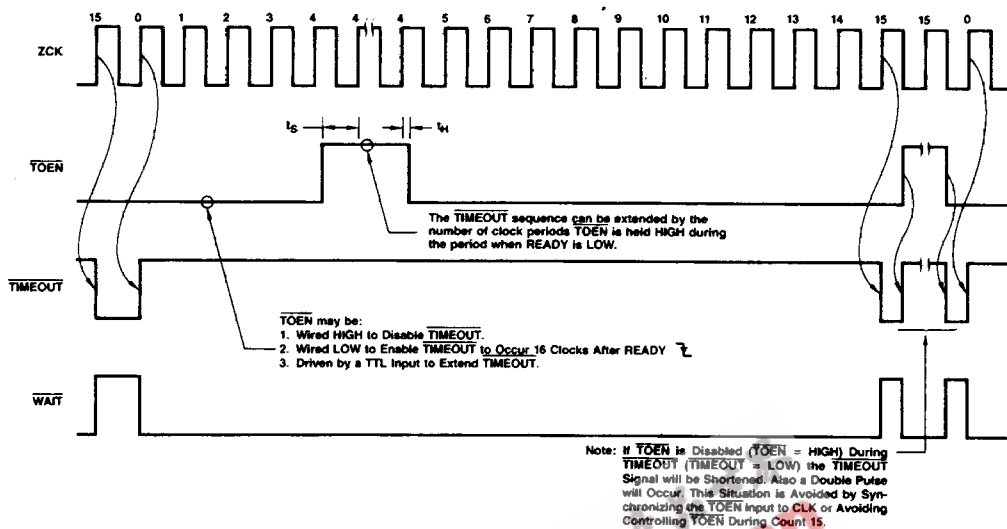 15 0 1 2 3 4 4 4 5 6 7 8 9 10 11 12 13 14 15 15 0
ZCK
tS tH
TOEN
The TIMEOUT sequence can be extended by the
number of clock periods TOEN is held HIGH during
the period when READY is LOW.
TIMEOUT
TOEN may be:
1. Wired HIGH to Disable TIMEOUT.
2. Wired LOW to Enable TIMEOUT to Occur 16 Clocks After READY
3. Driven by a TTL Input to Extend TIMEOUT.
WAIT
Note: If TOEN is Disabled (TOEN = HIGH) During
TIMEOUT (TIMEOUT = LOW) the TIMEOUT
Signal will be Shortened. Also a Double Pulse
will Occur. This Situation is Avoided by Syn-
chronizing the TOEN Input to CLK or Avoiding
Controlling TOEN During Count 15.